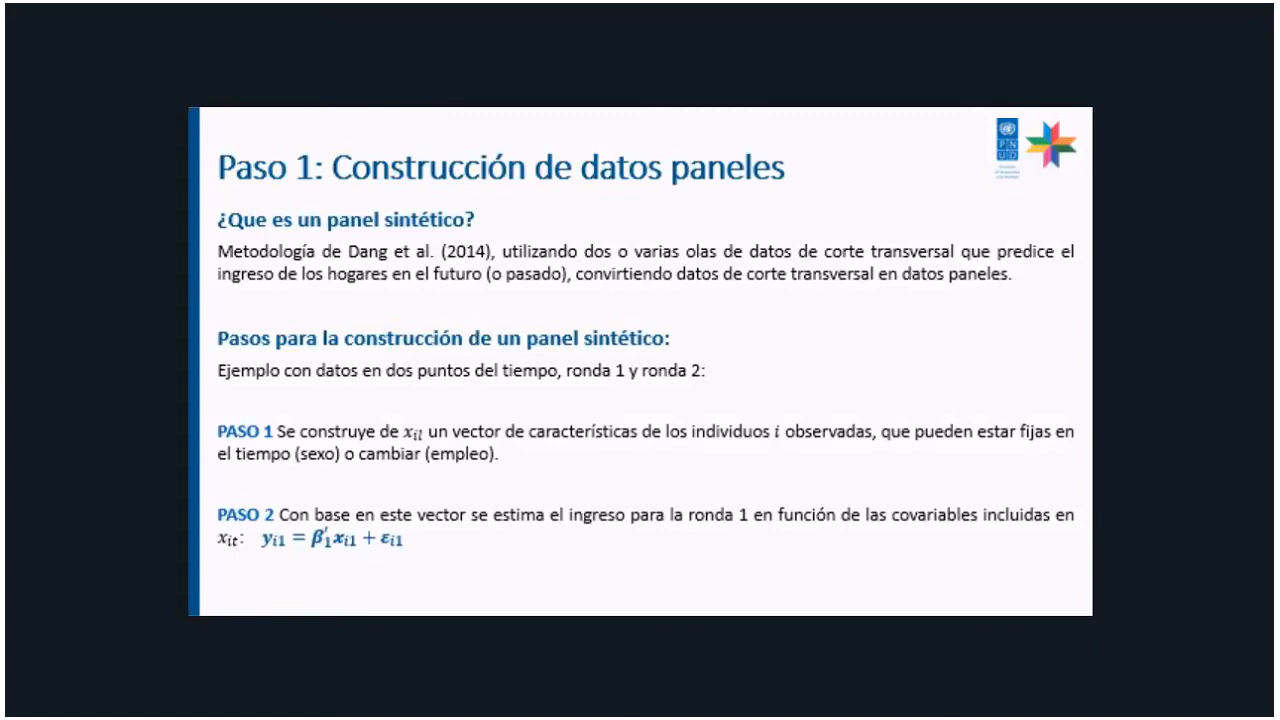 Paso 1: Construcción de datos paneles
P N
U D
¿Que es un panel sintético?
Metodología de Dang et al. (2014), utilizando dos o varias olas de datos de corte transversal que predice el
ingreso de los hogares en el futuro (o pasado), convirtiendo datos de corte transversal en datos paneles.
Pasos para la construcción de un panel sintético:
Ejemplo con datos en dos puntos del tiempo, ronda 1 y ronda 2:
PASO 1 Se construye de xᵢₗ un vector de características de los individuos i observadas, que pueden estar fijas en
el tiempo (sexo) o cambiar (empleo).
PASO 2 Con base en este vector se estima el ingreso para la ronda 1 en función de las covariables incluidas en
xᵢₜ: yᵢ₁ = β′₁xᵢ₁ + εᵢ₁